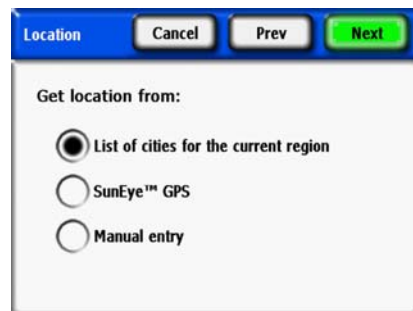 Location Cancel Prev Next
Get location from:
List of cities for the current region
SunEye™ GPS
Manual entry